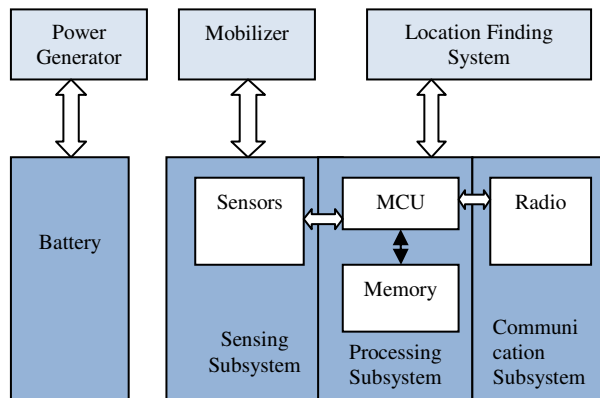 Power
Generator
Mobilizer
Location Finding
System
Battery
Sensors
MCU
Radio
Memory
Sensing
Subsystem
Processing
Subsystem
Communi
cation
Subsystem